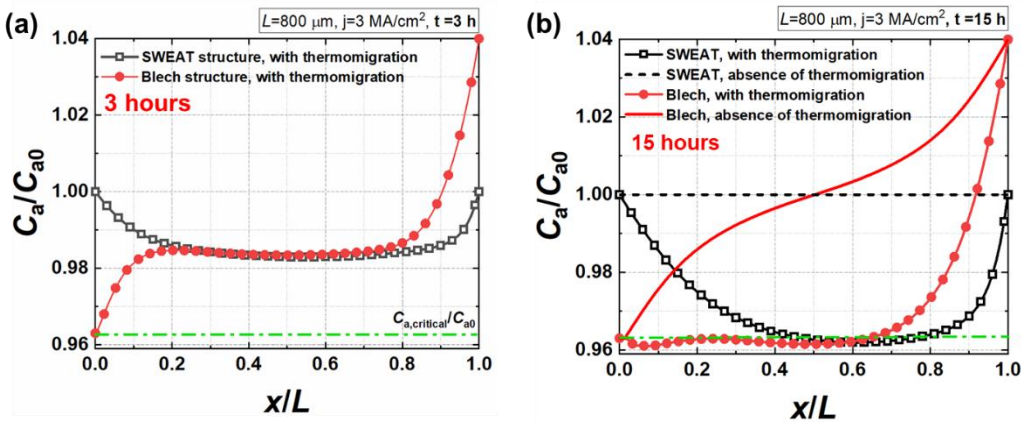 (a)
L=800 μm, j=3 MA/cm², t=3 h
SWEAT structure, with thermomigration
Blech structure, with thermomigration
3 hours
Ca,critical/Ca0
Ca/Ca0
1.04
1.02
1.00
0.98
0.96
0.0 0.2 0.4 0.6 0.8 1.0
x/L
(b)
L=800 μm, j=3 MA/cm², t =15 h
SWEAT, with thermomigration
SWEAT, absence of thermomigration
Blech, with thermomigration
Blech, absence of thermomigration
15 hours
Ca/Ca0
1.04
1.02
1.00
0.98
0.96
0.0 0.2 0.4 0.6 0.8 1.0
x/L